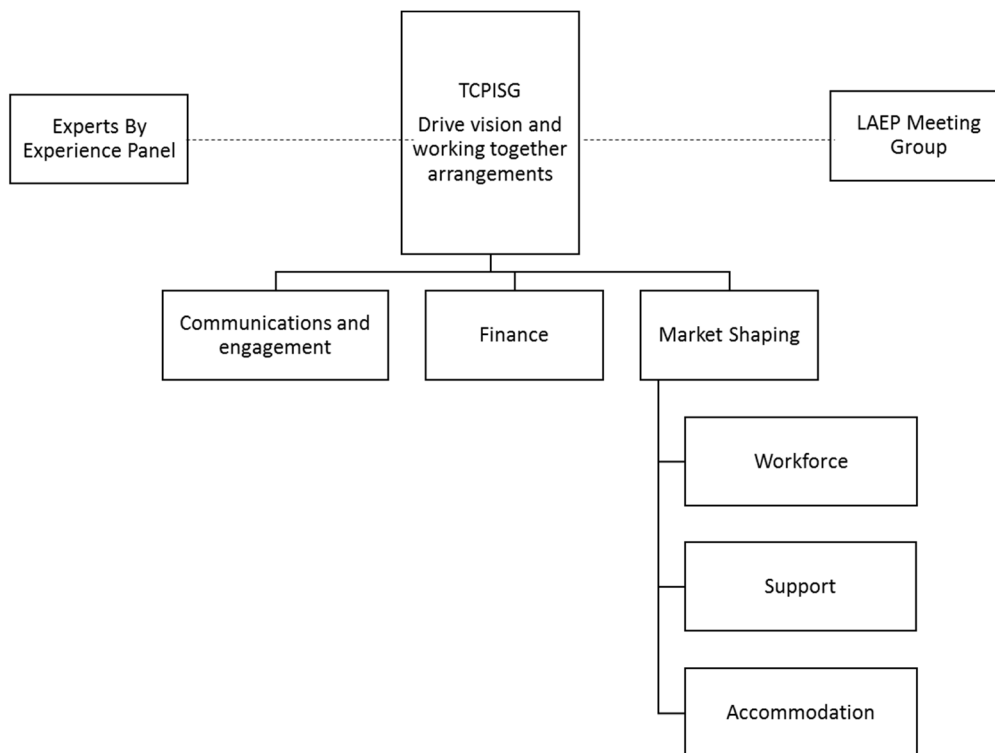 TCPISG
Drive vision and
working together
arrangements
Experts By
Experience Panel
LAEP Meeting
Group
Communications and
engagement
Finance
Market Shaping
Workforce
Support
Accommodation